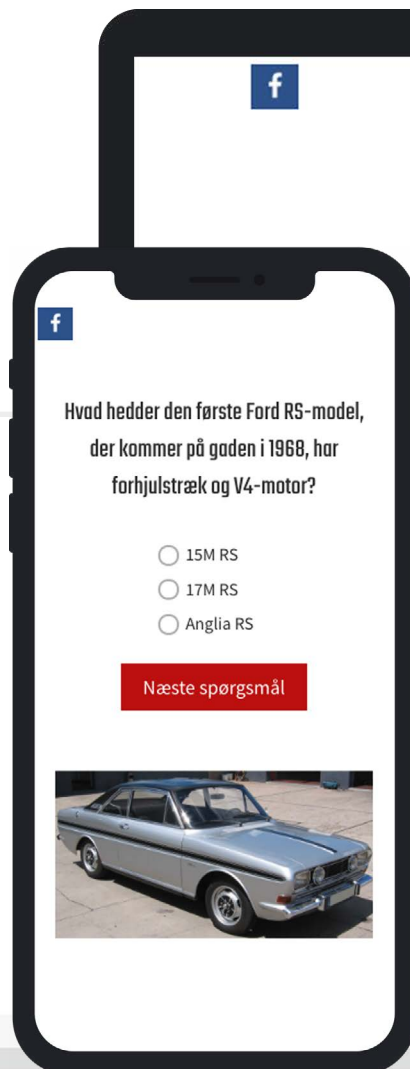 f
f
Hvad hedder den første Ford RS-model,
der kommer på gaden i 1968, har
forhjulstræk og V4-motor?
15M RS
17M RS
Anglia RS
Næste spørgsmål